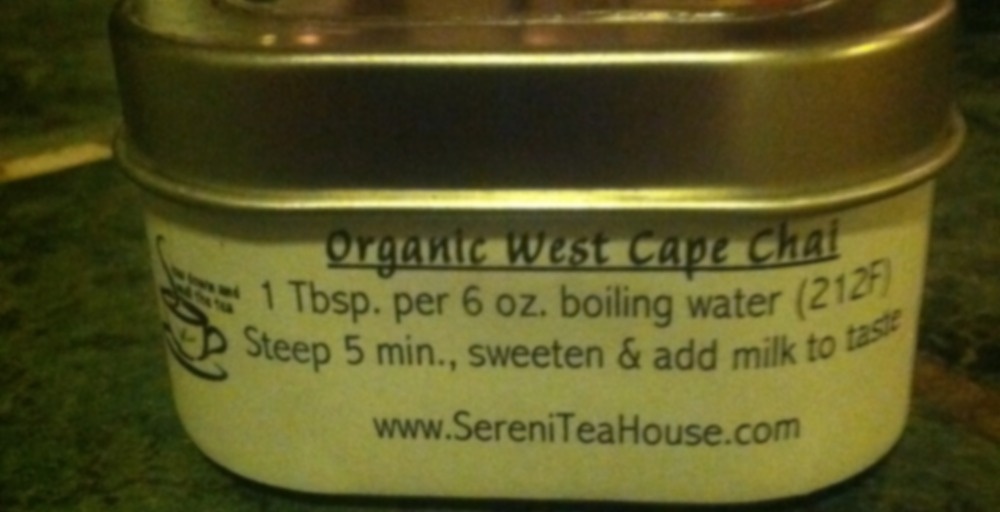 Organic West Cape Chai
1 Tbsp. per 6 oz. boiling water (212F)
Steep 5 min., sweeten & add milk to taste
www.SereniTeaHouse.com